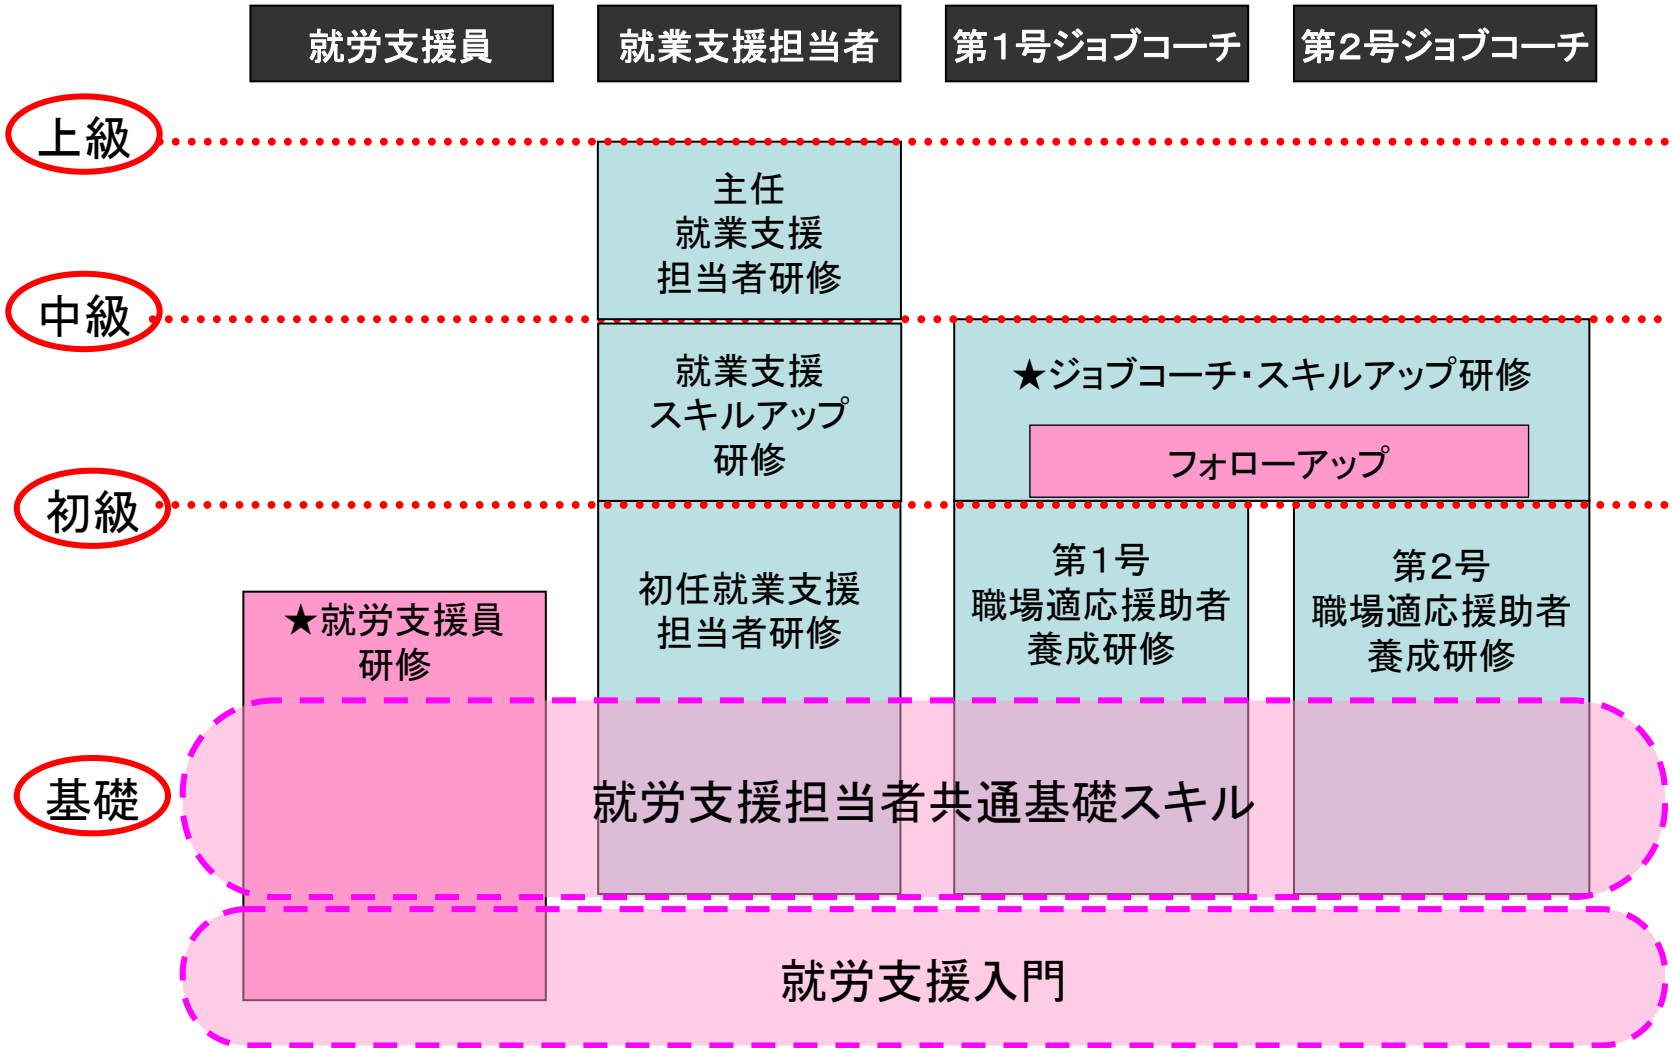 就労支援員
就業支援担当者
第1号ジョブコーチ
第2号ジョブコーチ
上級
主任
就業支援
担当者研修
中級
就業支援
スキルアップ
研修
★ジョブコーチ・スキルアップ研修
フォローアップ
初級
初任就業支援
担当者研修
第1号
職場適応援助者
養成研修
第2号
職場適応援助者
養成研修
★就労支援員
研修
基礎
就労支援担当者共通基礎スキル
就労支援入門